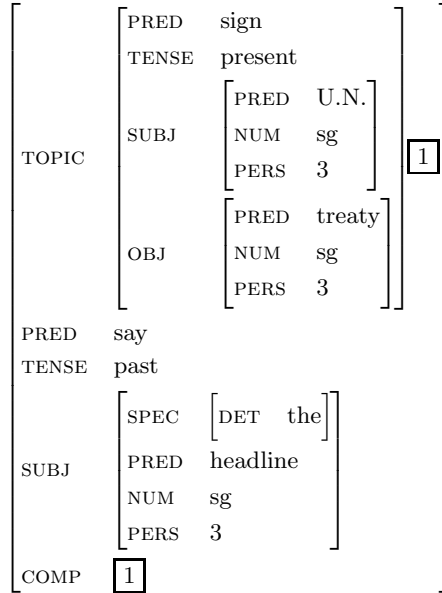 PRED sign
TENSE present
PRED U.N.
SUBJ NUM sg
PERS 3
TOPIC 1
PRED treaty
OBJ NUM sg
PERS 3
PRED say
TENSE past
SPEC DET the
SUBJ PRED headline
NUM sg
PERS 3
COMP 1